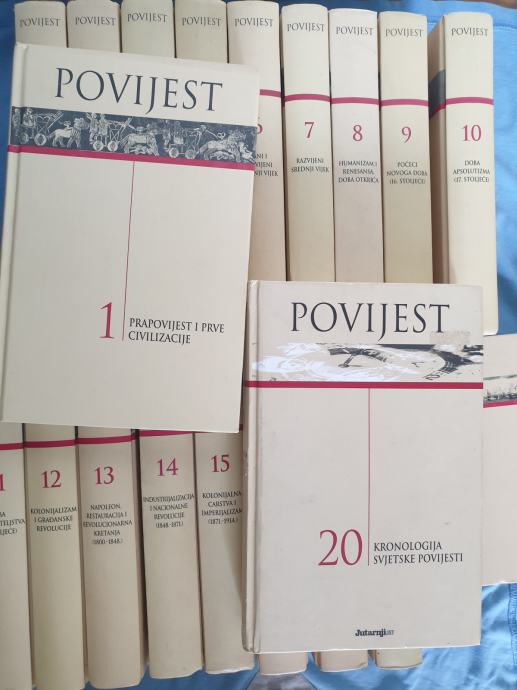 POVIJEST
POVIJEST
POVIJEST
POVIJEST
POVIJEST
POVIJEST
POVIJEST
POVIJEST
POVIJEST
POVIJEST
1
PRAPOVIJEST I PRVE
CIVILIZACIJE
VIJEK
7
RAZVIJENI
SREDNJI VIJEK
8
HUMANIZAM I
RENESANSA,
DOBA OTKRIĆA
9
POČECI
NOVOGA DOBA
(16. STOLJEĆE)
10
DOBA
APSOLUTIZMA
(17. STOLJEĆE)
POVIJEST
20
KRONOLOGIJA
SVJETSKE POVIJESTI
Jutarnji LIST
12
KOLONIJALIZAM
I GRAĐANSKE
REVOLUCIJE
13
NAPOLEON,
RESTAURACIJA I
REVOLUCIONARNA
KRETANJA
(1800.-1848.)
14
INDUSTRIJALIZACIJA
I NACIONALNE
REVOLUCIJE
(1848.-1871.)
15
KOLONIJALNA
CARSTVA I
IMPERIJALIZAM
(1871.-1914.)